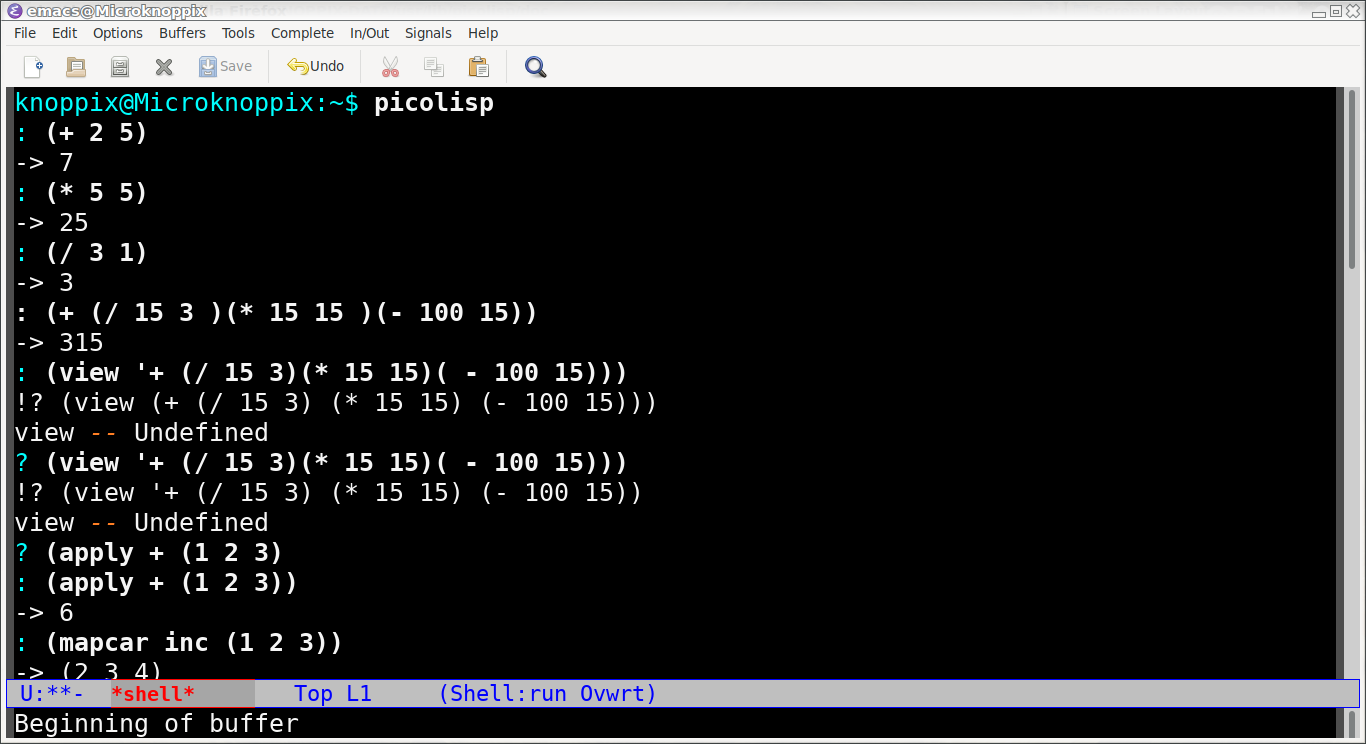 emacs@Microknoppix
File Edit Options Buffers Tools Complete In/Out Signals Help
Save Undo
knoppix@Microknoppix:~$ picolisp
: (+ 2 5)
-> 7
: (* 5 5)
-> 25
: (/ 3 1)
-> 3
: (+ (/ 15 3 )(* 15 15 )(- 100 15))
-> 315
: (view '+ (/ 15 3)(* 15 15)( - 100 15)))
!? (view (+ (/ 15 3) (* 15 15) (- 100 15)))
view -- Undefined
? (view '+ (/ 15 3)(* 15 15)( - 100 15)))
!? (view '+ (/ 15 3) (* 15 15) (- 100 15))
view -- Undefined
? (apply + (1 2 3)
: (apply + (1 2 3))
-> 6
: (mapcar inc (1 2 3))
-> (2 3 4)
U:**- *shell* Top L1 (Shell:run Ovwrt)
Beginning of buffer